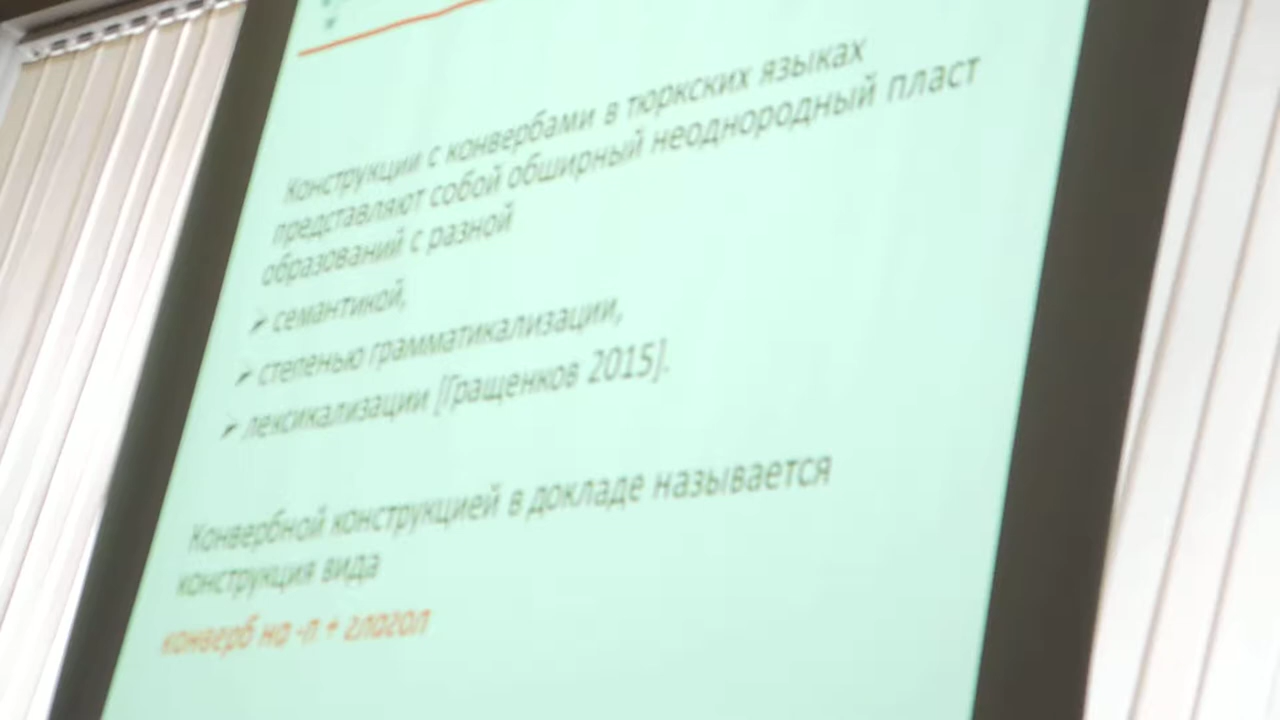 Конструкции с конвербами в тюркских языках
представляют собой обширный неоднородный пласт
образований с разной
➢ семантикой,
➢ степенью грамматикализации,
➢ лексикализации [Гращенков 2015].
Конвербной конструкцией в докладе называется
конструкция вида
конверб на -п + глагол